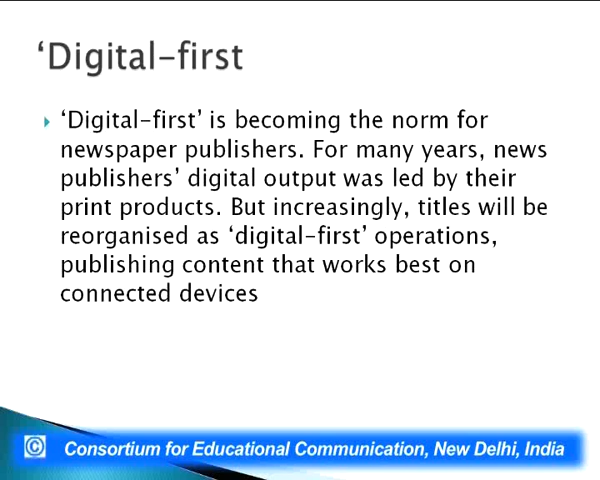 ‘Digital-first
‘Digital-first’ is becoming the norm for
newspaper publishers. For many years, news
publishers’ digital output was led by their
print products. But increasingly, titles will be
reorganised as ‘digital-first’ operations,
publishing content that works best on
connected devices
© Consortium for Educational Communication, New Delhi, India